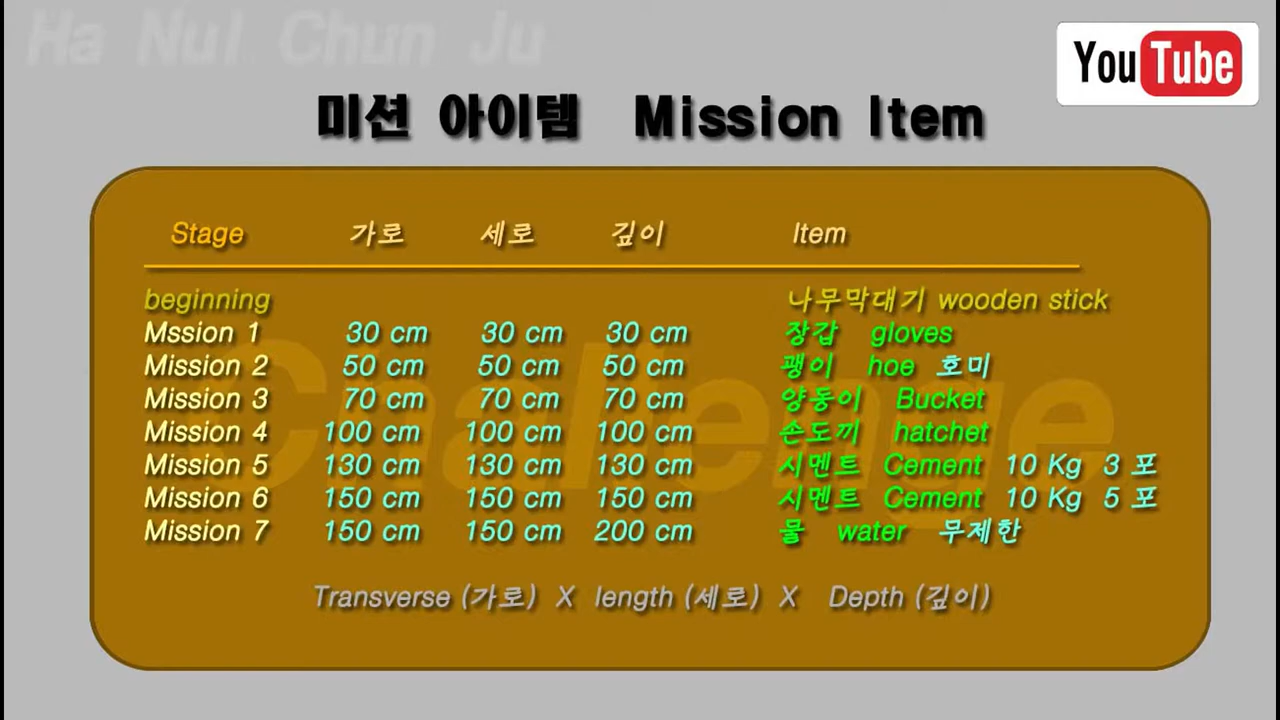 Ha Nul Chun Ju
YouTube
미션 아이템 Mission Item
Stage 가로 세로 깊이 Item
beginning 나무막대기 wooden stick
Mssion 1 30 cm 30 cm 30 cm 장갑 gloves
Mission 2 50 cm 50 cm 50 cm 괭이 hoe 호미
Mission 3 70 cm 70 cm 70 cm 양동이 Bucket
Mission 4 100 cm 100 cm 100 cm 손도끼 hatchet
Mission 5 130 cm 130 cm 130 cm 시멘트 Cement 10 Kg 3 포
Mission 6 150 cm 150 cm 150 cm 시멘트 Cement 10 Kg 5 포
Mission 7 150 cm 150 cm 200 cm 물 water 무제한
Challenge
Transverse (가로) X length (세로) X Depth (깊이)